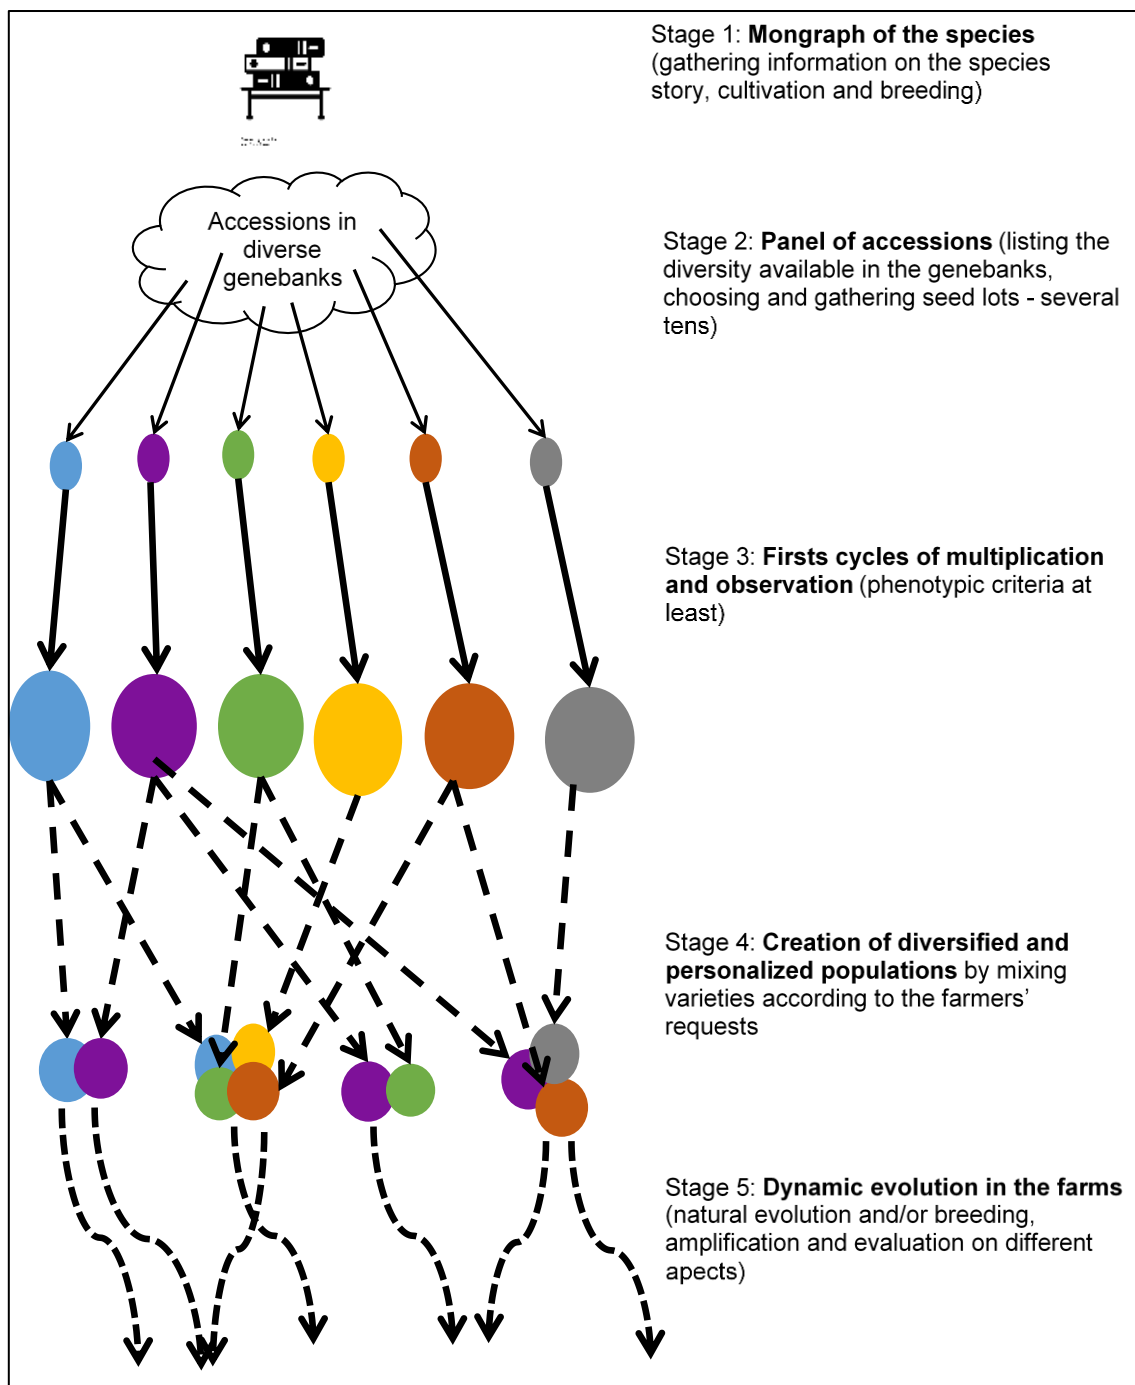 Stage 1: Mongraph of the species
(gathering information on the species
story, cultivation and breeding)
Accessions in
diverse
genebanks
Stage 2: Panel of accessions (listing the
diversity available in the genebanks,
choosing and gathering seed lots - several
tens)
Stage 3: Firsts cycles of multiplication
and observation (phenotypic criteria at
least)
Stage 4: Creation of diversified and
personalized populations by mixing
varieties according to the farmers’
requests
Stage 5: Dynamic evolution in the farms
(natural evolution and/or breeding,
amplification and evaluation on different
apects)